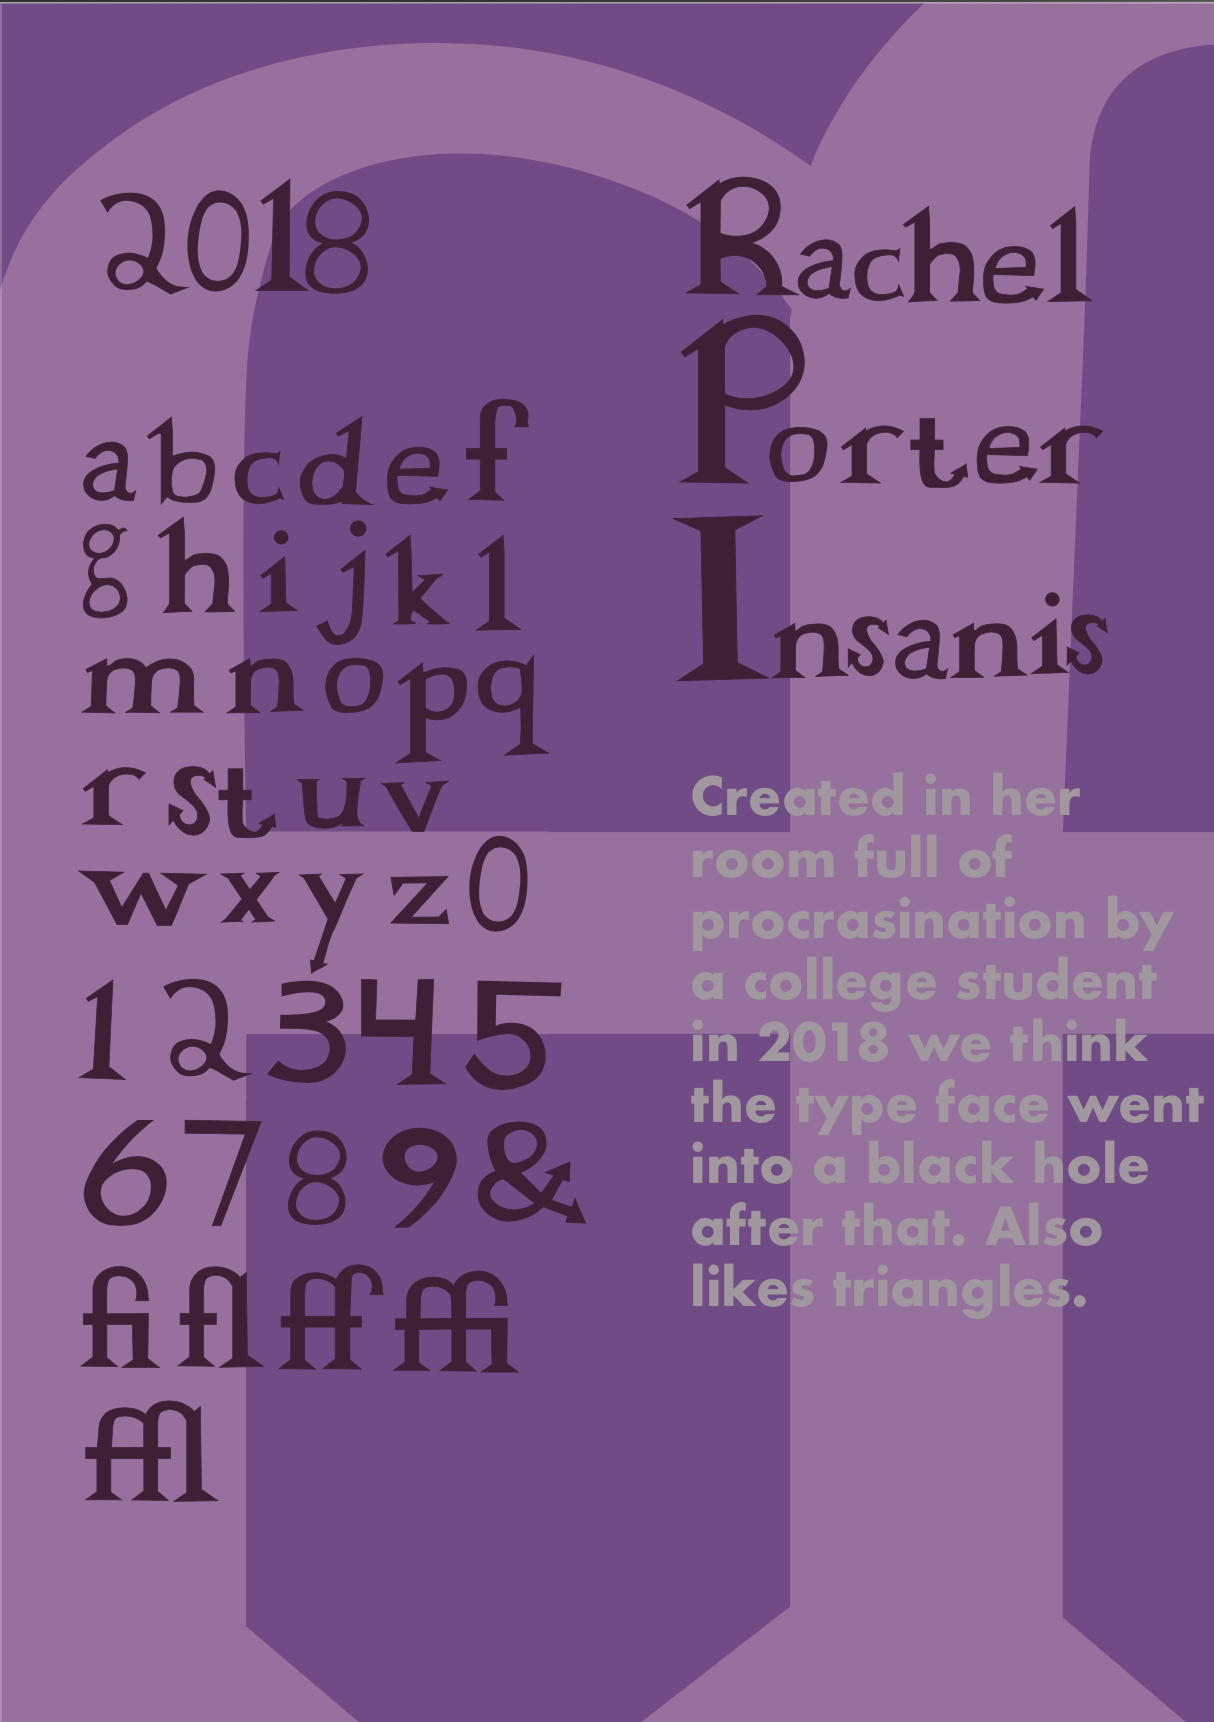 2018
abcdef
ghijkl
mnopq
rstuv
wxyz0
12345
6789&
fi fl ff ffi
ffl
Rachel
Porter
Insanis
Created in her
room full of
procrasination by
a college student
in 2018 we think
the type face went
into a black hole
after that. Also
likes triangles.